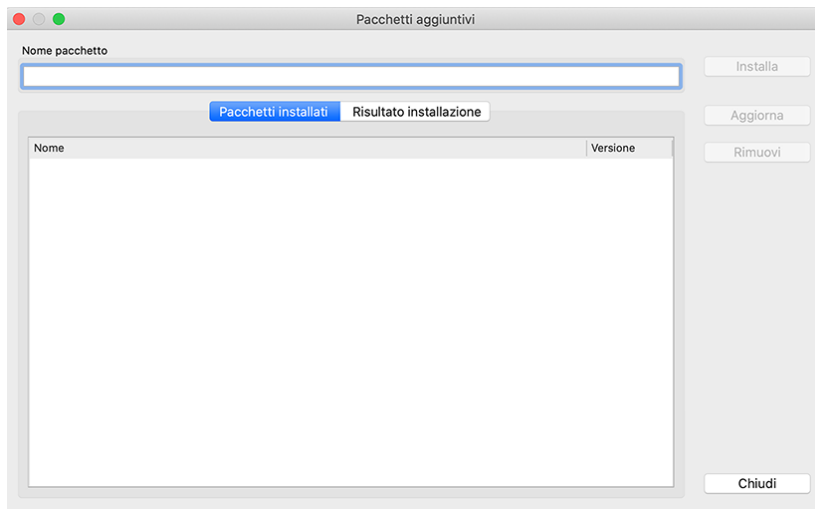 Pacchetti aggiuntivi
Nome pacchetto
Installa
Pacchetti installati Risultato installazione
Aggiorna
Nome Versione
Rimuovi
Chiudi